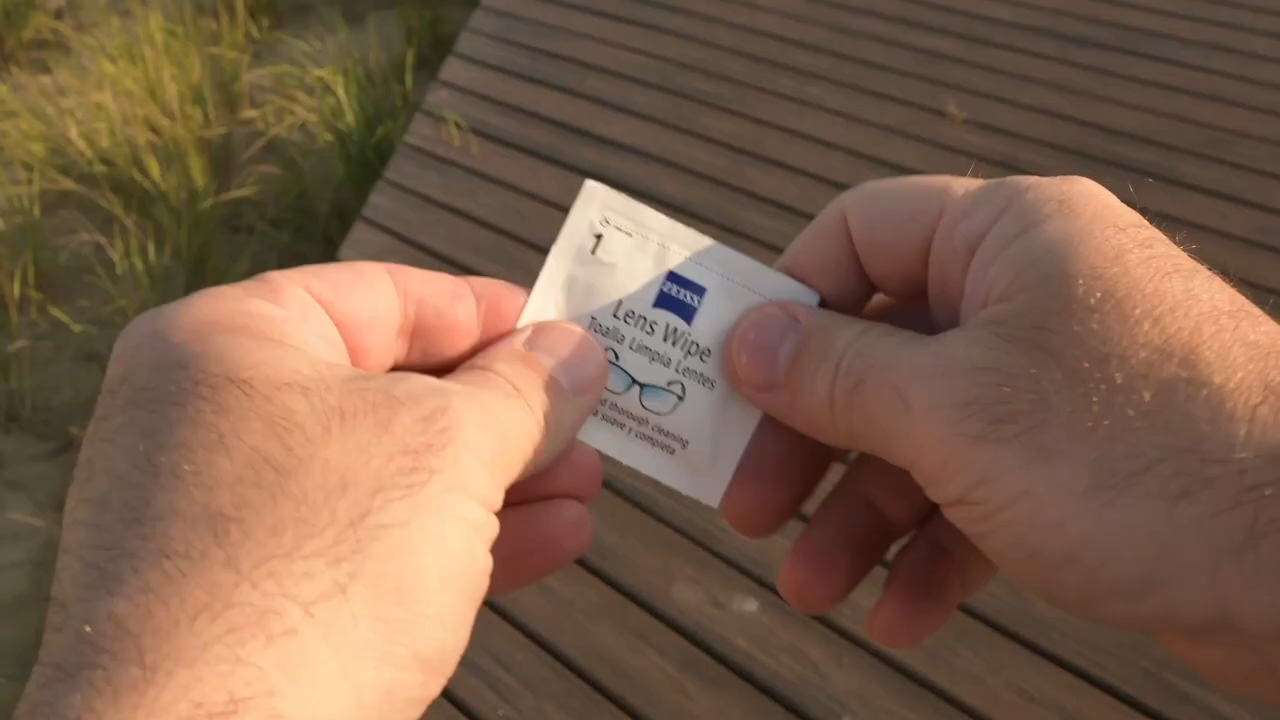 1
ZEISS
Lens Wipe
Toalla Limpia Lentes
thorough cleaning
suave y completa